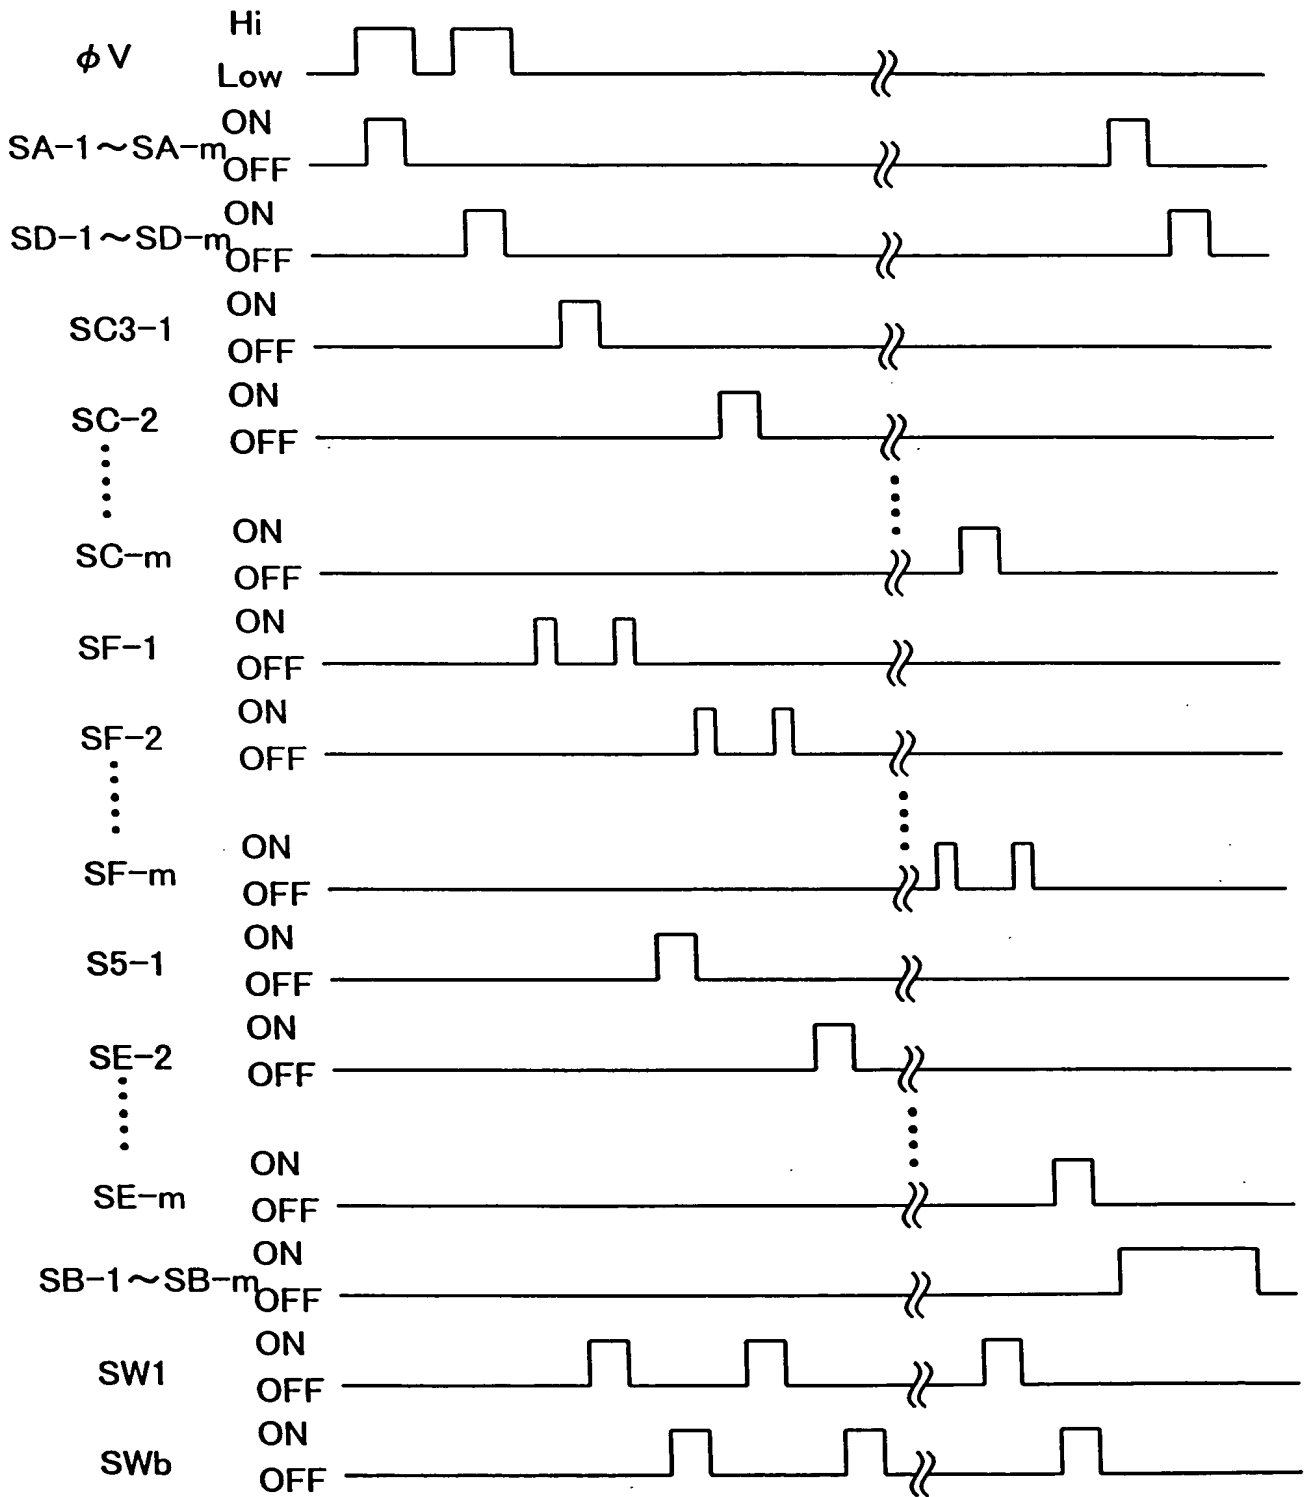 Hi
φV
Low
ON
SA-1～SA-m
OFF
ON
SD-1～SD-m
OFF
ON
SC3-1
OFF
ON
SC-2
OFF
ON
SC-m
OFF
ON
SF-1
OFF
ON
SF-2
OFF
ON
SF-m
OFF
ON
S5-1
OFF
ON
SE-2
OFF
ON
SE-m
OFF
ON
SB-1～SB-m
OFF
ON
SW1
OFF
ON
SWb
OFF